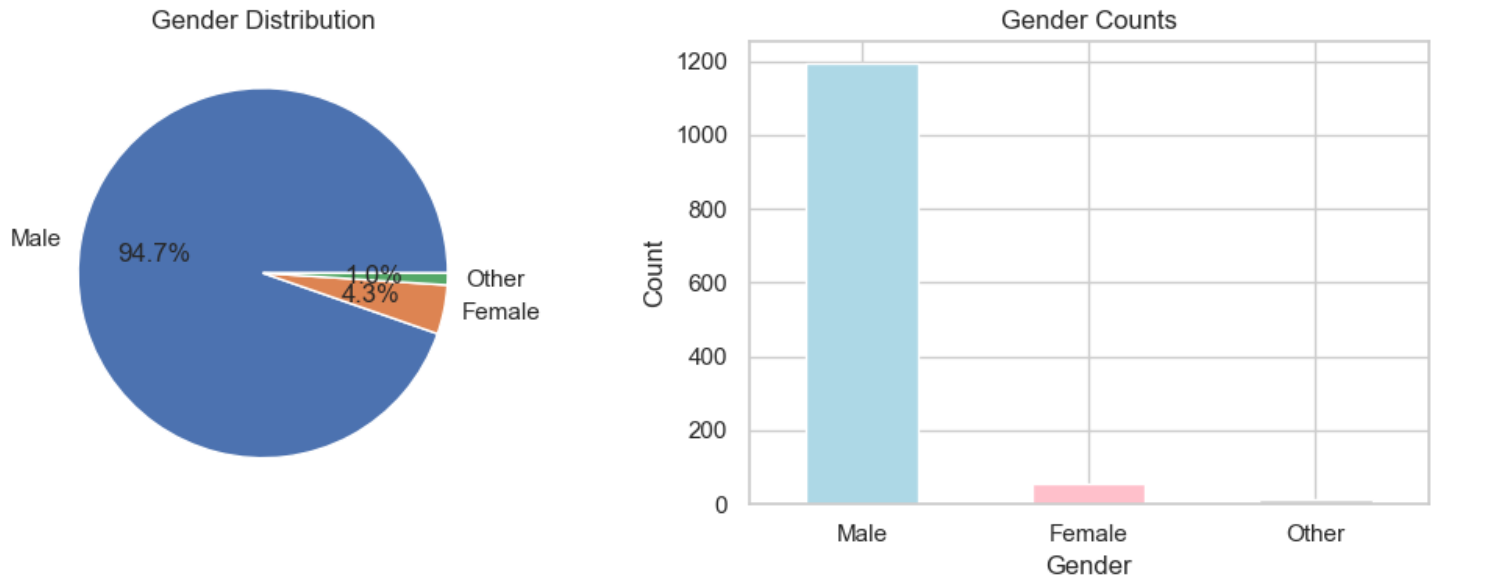 Gender Distribution
Male
94.7%
1.0%
4.3%
Other
Female
Gender Counts
1200
1000
800
600
400
200
0
Count
Male
Female
Other
Gender